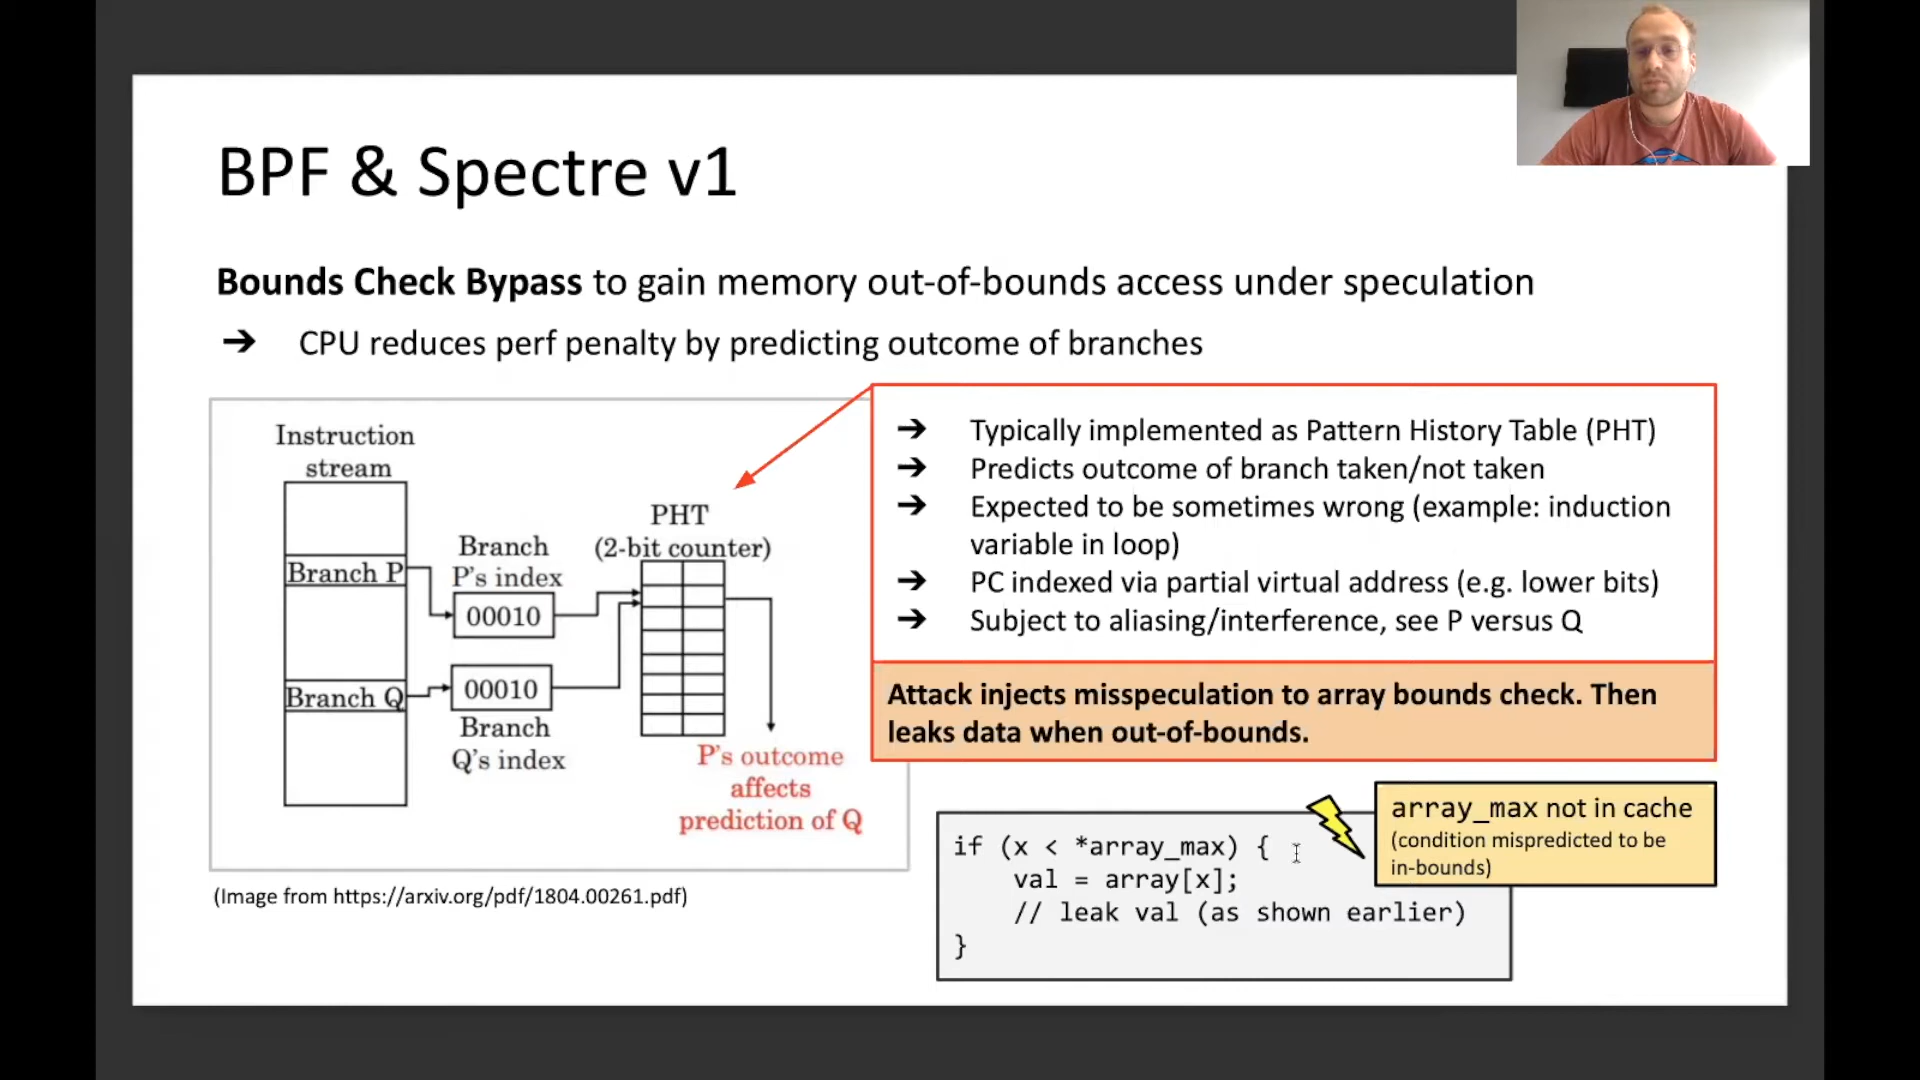 BPF & Spectre v1
Bounds Check Bypass to gain memory out-of-bounds access under speculation
➔ CPU reduces perf penalty by predicting outcome of branches
Instruction
stream
Branch P
Branch Q
Branch
P's index
00010
00010
Branch
Q's index
PHT
(2-bit counter)
P's outcome
affects
prediction of Q
(Image from https://arxiv.org/pdf/1804.00261.pdf)
➔ Typically implemented as Pattern History Table (PHT)
➔ Predicts outcome of branch taken/not taken
➔ Expected to be sometimes wrong (example: induction
variable in loop)
➔ PC indexed via partial virtual address (e.g. lower bits)
➔ Subject to aliasing/interference, see P versus Q
Attack injects misspeculation to array bounds check. Then
leaks data when out-of-bounds.
array_max not in cache
(condition mispredicted to be
in-bounds)
if (x < *array_max) {
    val = array[x];
    // leak val (as shown earlier)
}